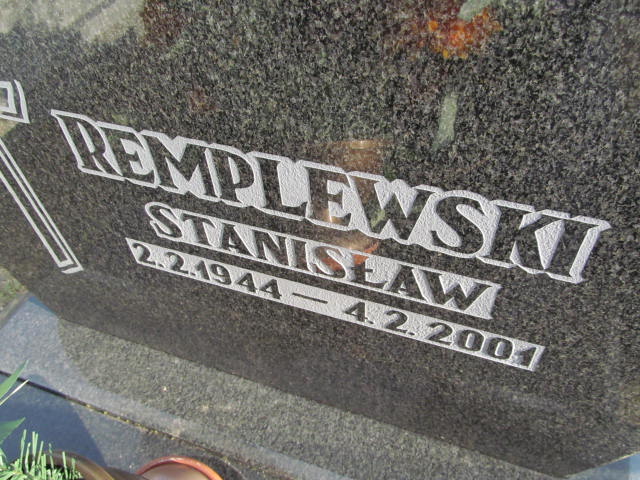 REMPLEWSKI
STANISŁAW
2.2.1944 — 4.2.2001